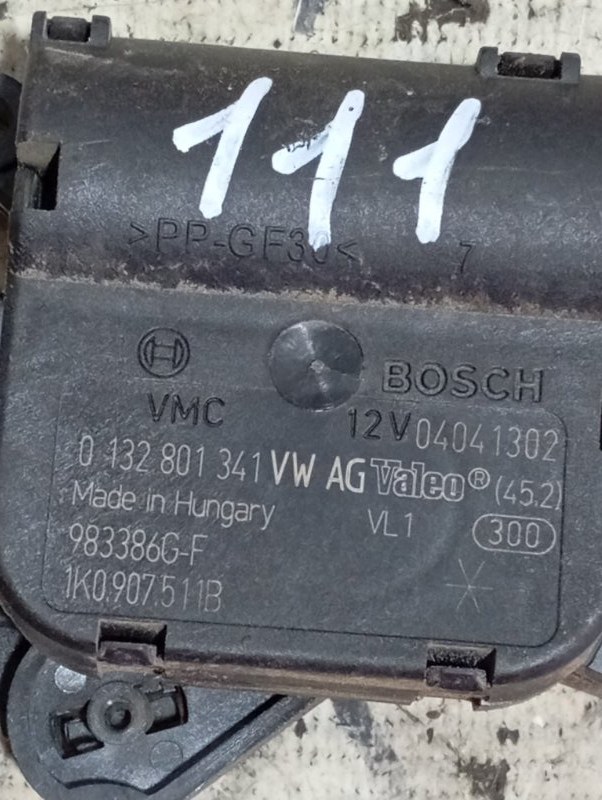 111
>PP-GF30<
7
BOSCH
VMC 12V 04041302
0 132 801 341 VW AG Valeo® (45.2)
Made in Hungary VL1 300
983386G-F
1K0.907.511B